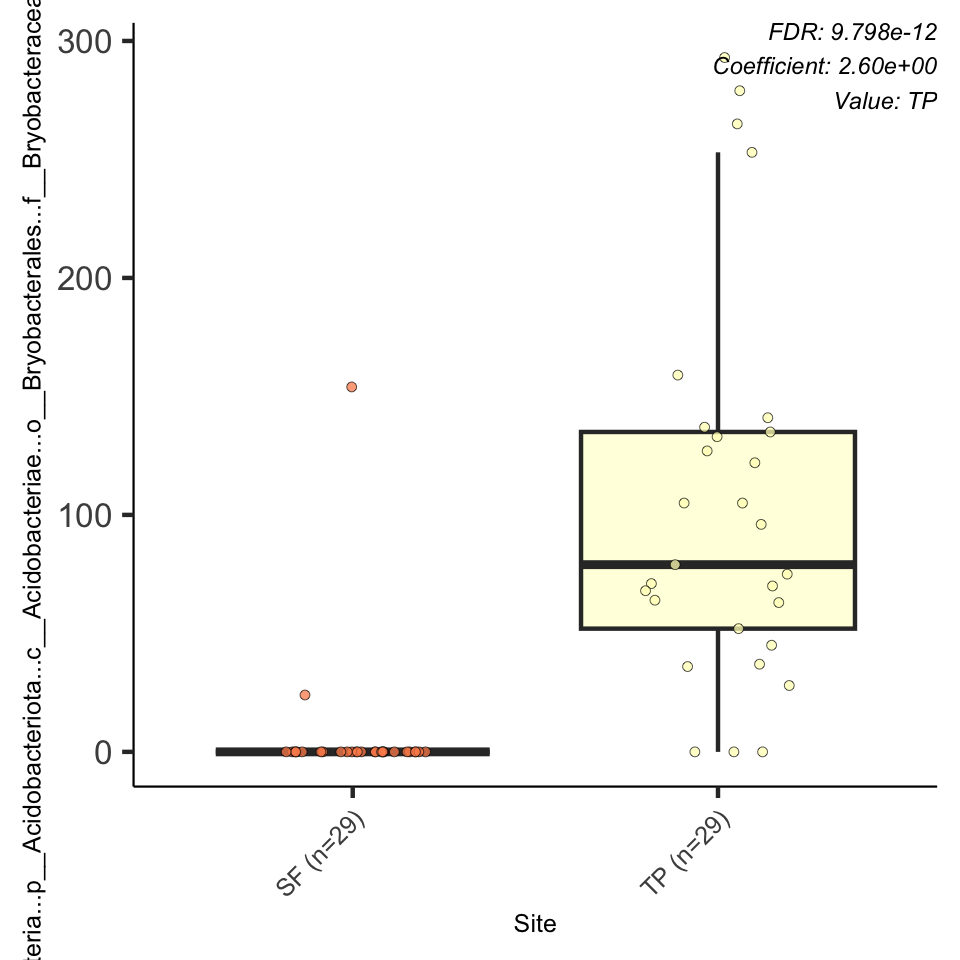 teria...p__Acidobacteriota...c__Acidobacteriae...o__Bryobacterales...f__Bryobacteracea
300
200
100
0
FDR: 9.798e-12
Coefficient: 2.60e+00
Value: TP
SF (n=29)
TP (n=29)
Site